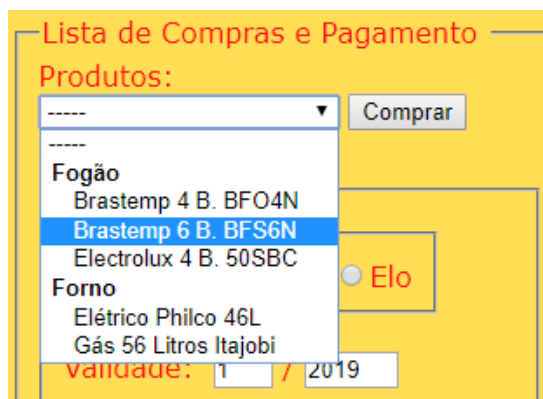 Lista de Compras e Pagamento
Produtos:
----- Comprar
-----
Fogão
Brastemp 4 B. BFO4N
Brastemp 6 B. BFS6N
Electrolux 4 B. 50SBC
Elo
Forno
Elétrico Philco 46L
Gás 56 Litros Itajobi
Validade: 1 / 2019